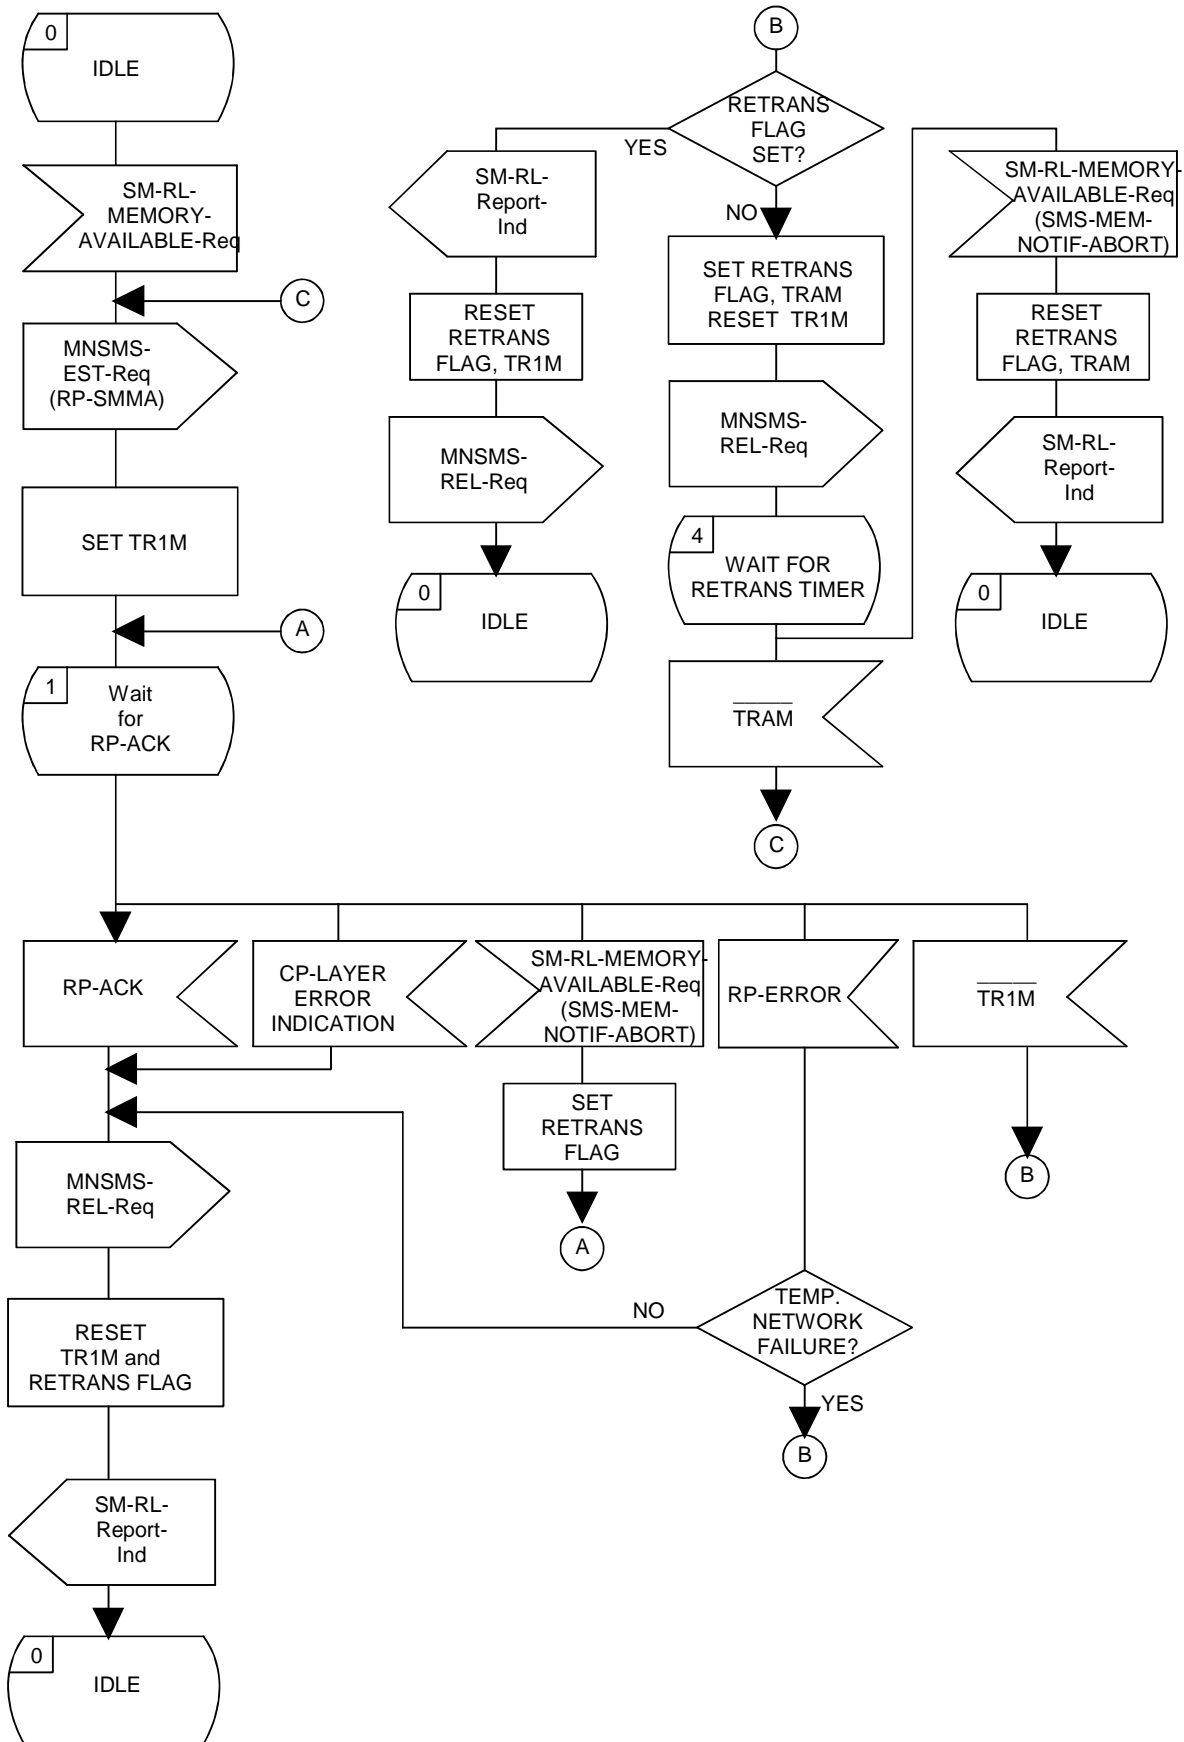 0
IDLE
SM-RL-
MEMORY-
AVAILABLE-Req
C
MNSMS-
EST-Req
(RP-SMMA)
SET TR1M
A
1
Wait
for
RP-ACK
B
RETRANS
FLAG
SET?
YES
NO
SM-RL-
Report-
Ind
RESET
RETRANS
FLAG, TR1M
MNSMS-
REL-Req
0
IDLE
SET RETRANS
FLAG, TRAM
RESET TR1M
MNSMS-
REL-Req
4
WAIT FOR
RETRANS TIMER
TRAM
C
SM-RL-MEMORY-
AVAILABLE-Req
(SMS-MEM-
NOTIF-ABORT)
RESET
RETRANS
FLAG, TRAM
SM-RL-
Report-
Ind
0
IDLE
RP-ACK
CP-LAYER
ERROR
INDICATION
SM-RL-MEMORY-
AVAILABLE-Req
(SMS-MEM-
NOTIF-ABORT)
RP-ERROR
TR1M
SET
RETRANS
FLAG
A
B
MNSMS-
REL-Req
TEMP.
NETWORK
FAILURE?
NO
YES
B
RESET
TR1M and
RETRANS FLAG
SM-RL-
Report-
Ind
0
IDLE